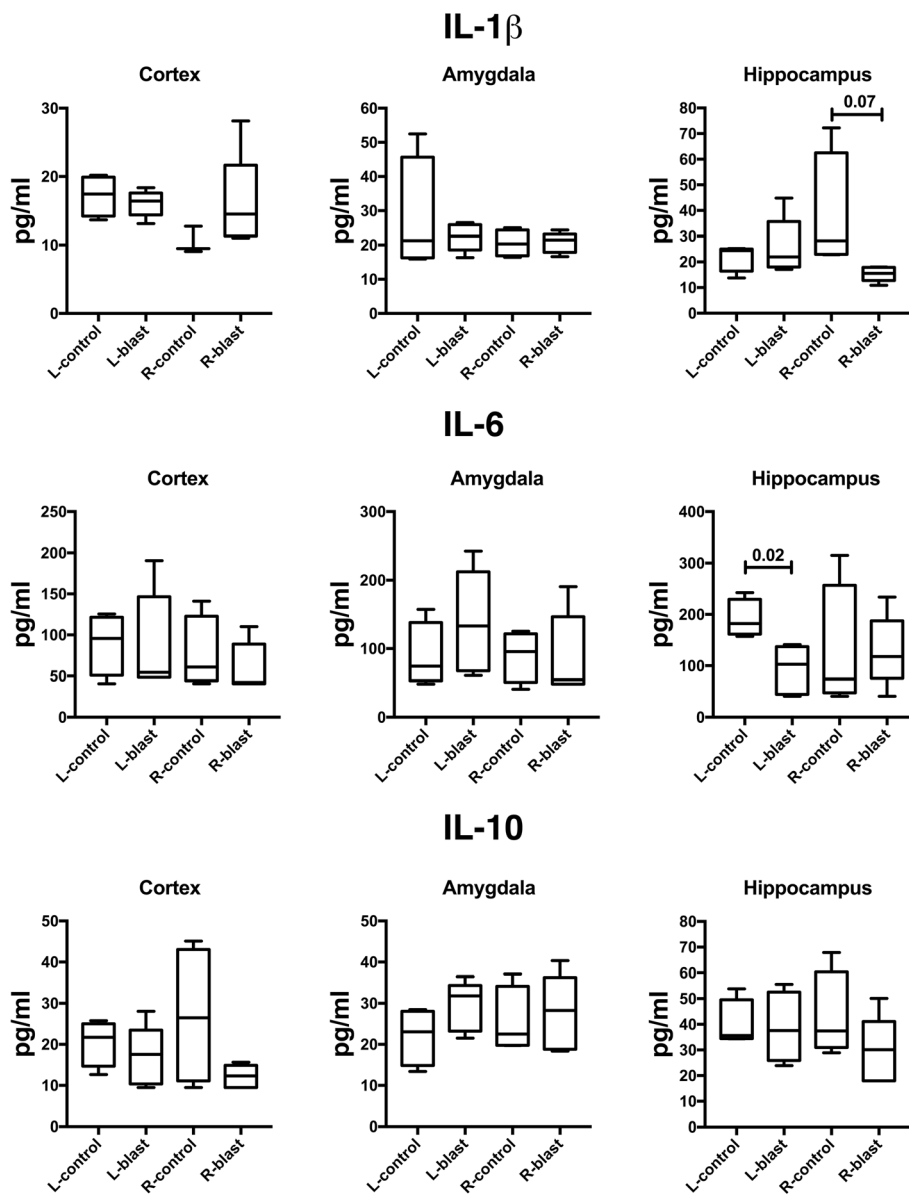 IL-1β
Cortex
Amygdala
Hippocampus
pg/ml
30
20
10
0
L-control
L-blast
R-control
R-blast
pg/ml
60
50
40
30
20
10
0
L-control
L-blast
R-control
R-blast
pg/ml
80
70
60
50
40
30
20
10
0
0.07
L-control
L-blast
R-control
R-blast
IL-6
Cortex
Amygdala
Hippocampus
pg/ml
250
200
150
100
50
0
L-control
L-blast
R-control
R-blast
pg/ml
300
200
100
0
L-control
L-blast
R-control
R-blast
pg/ml
400
300
200
100
0
0.02
L-control
L-blast
R-control
R-blast
IL-10
Cortex
Amygdala
Hippocampus
pg/ml
50
40
30
20
10
0
L-control
L-blast
R-control
R-blast
pg/ml
50
40
30
20
10
0
L-control
L-blast
R-control
R-blast
pg/ml
80
70
60
50
40
30
20
10
0
L-control
L-blast
R-control
R-blast